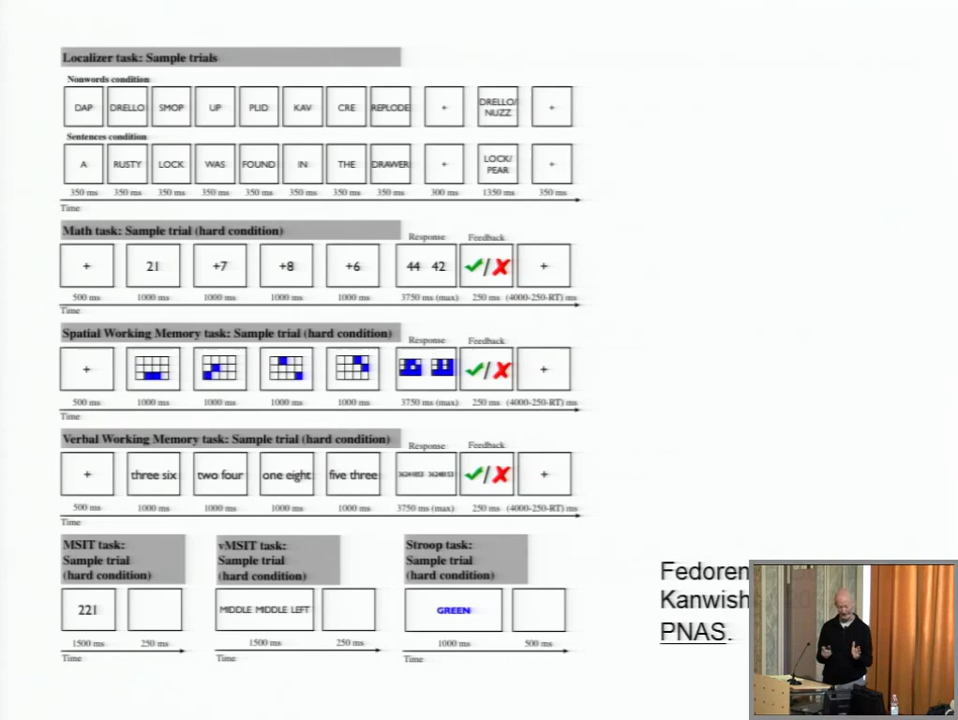 Localizer task: Sample trials
Nonwords condition
DAP DRELLO SMOP UP PLID KAV CRE REPLODE + DRELLO/ NUZZ +
Sentences condition
A RUSTY LOCK WAS FOUND IN THE DRAWER + LOCK/ PEAR +
350 ms 350 ms 350 ms 350 ms 350 ms 350 ms 350 ms 350 ms 300 ms 1350 ms 350 ms
Time
Math task: Sample trial (hard condition)
Response Feedback
+ 21 +7 +8 +6 44 42 ✓/✗ +
500 ms 1000 ms 1000 ms 1000 ms 1000 ms 3750 ms (max) 250 ms (4000-250-RT) ms
Time
Spatial Working Memory task: Sample trial (hard condition)
Response Feedback
+ ✓/✗ +
500 ms 1000 ms 1000 ms 1000 ms 1000 ms 3750 ms (max) 250 ms (4000-250-RT) ms
Time
Verbal Working Memory task: Sample trial (hard condition)
Response Feedback
+ three six two four one eight five three ✓/✗ +
500 ms 1000 ms 1000 ms 1000 ms 1000 ms 3750 ms (max) 250 ms (4000-250-RT) ms
Time
MSIT task:
Sample trial
(hard condition)
221
1500 ms 250 ms
Time
vMSIT task:
Sample trial
(hard condition)
MIDDLE MIDDLE LEFT
1500 ms 250 ms
Time
Stroop task:
Sample trial
(hard condition)
GREEN
1000 ms 500 ms
Time
Fedoren
Kanwish
PNAS.